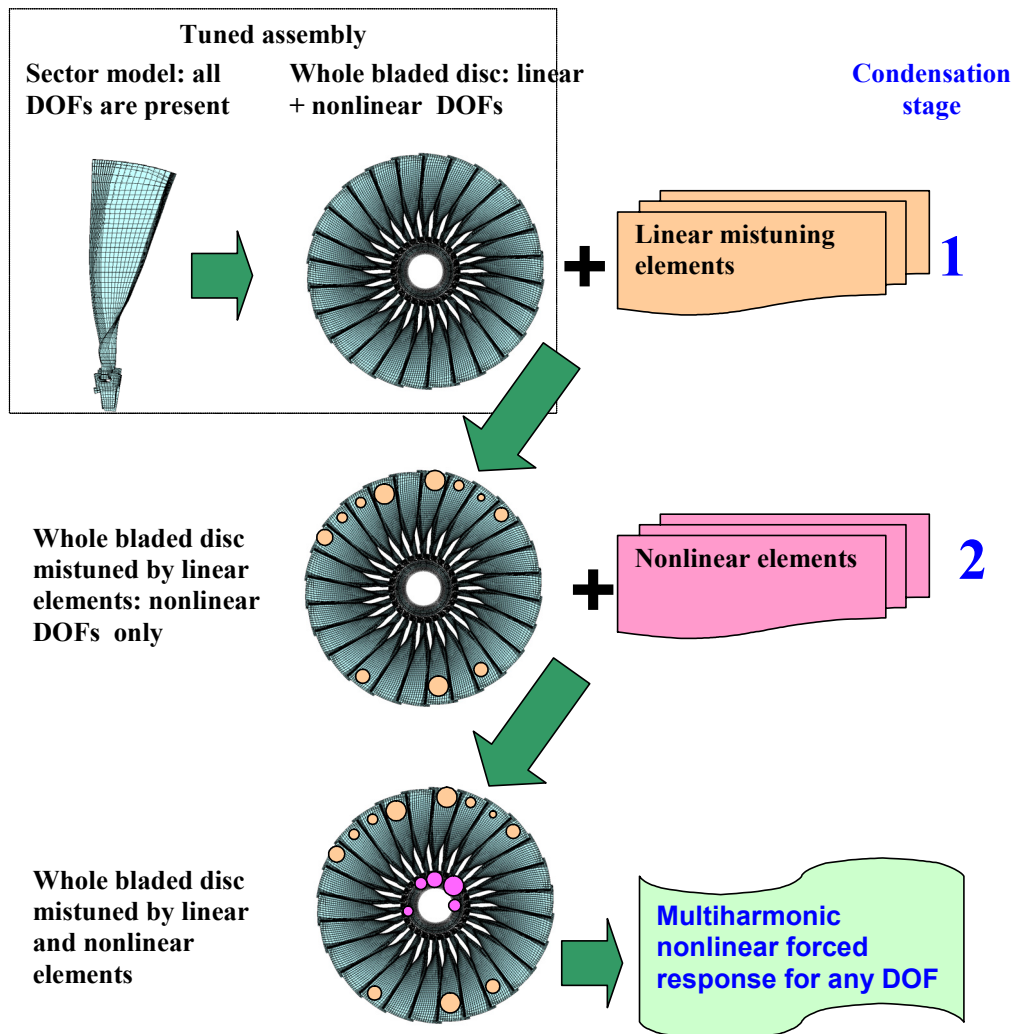 Tuned assembly
Sector model: all
DOFs are present
Whole bladed disc: linear
+ nonlinear DOFs
Condensation
stage
Linear mistuning
elements
1
Whole bladed disc
mistuned by linear
elements: nonlinear
DOFs only
Nonlinear elements
2
Whole bladed disc
mistuned by linear
and nonlinear
elements
Multiharmonic
nonlinear forced
response for any DOF